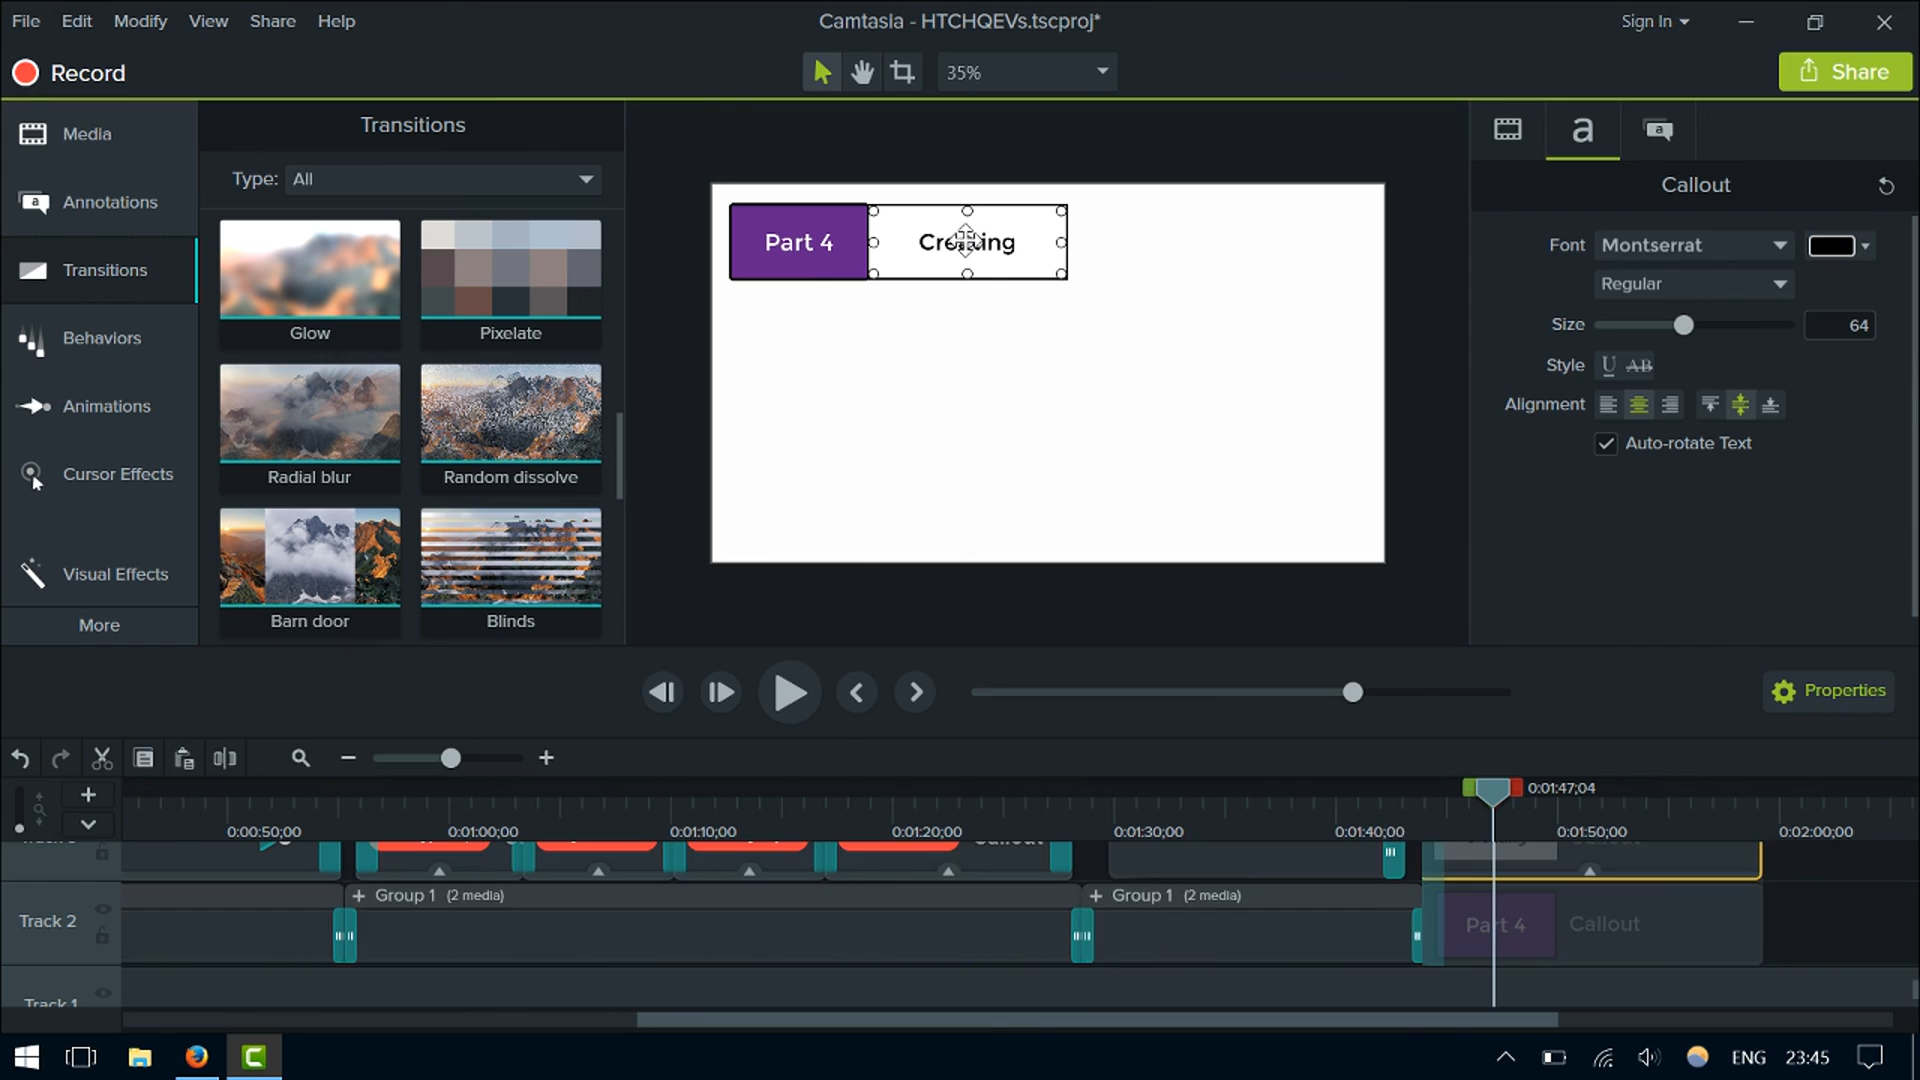 File Edit Modify View Share Help
Camtasia - HTCHQEVs.tscproj*
Sign In
Record
35%
Share
Media
Annotations
Transitions
Behaviors
Animations
Cursor Effects
Visual Effects
More
Transitions
Type: All
Glow
Pixelate
Radial blur
Random dissolve
Barn door
Blinds
Part 4
Creating
a
a
Callout
Font Montserrat
Regular
Size 64
Style U AB
Alignment
Auto-rotate Text
Properties
0:01:47;04
0:00:50;00 0:01:00;00 0:01:10;00 0:01:20;00 0:01:30;00 0:01:40;00 0:01:50;00 0:02:00;00
+ Group 1 (2 media)
+ Group 1 (2 media)
Track 2
Part 4 Callout
Track 1
ENG 23:45